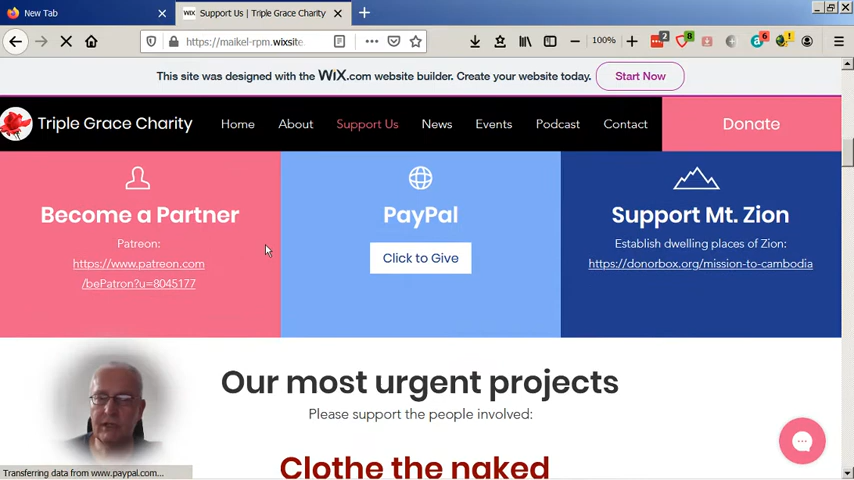 New Tab
WIX Support Us | Triple Grace Charity
https://maikel-rpm.wixsite.
100%
2
8
6
This site was designed with the WiX.com website builder. Create your website today.
Start Now
Triple Grace Charity
Home
About
Support Us
News
Events
Podcast
Contact
Donate
Become a Partner
Patreon:
https://www.patreon.com
/bePatron?u=8045177
PayPal
Click to Give
Support Mt. Zion
Establish dwelling places of Zion:
https://donorbox.org/mission-to-cambodia
Our most urgent projects
Please support the people involved:
Clothe the naked
Transferring data from www.paypal.com...